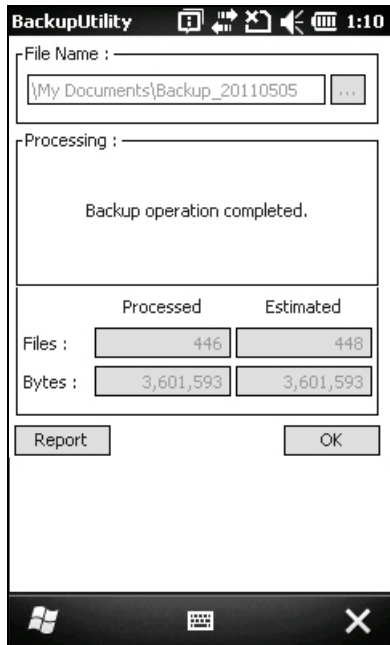 BackupUtility 1:10
File Name :
\My Documents\Backup_20110505 ...
Processing :
Backup operation completed.
Processed Estimated
Files : 446 448
Bytes : 3,601,593 3,601,593
Report OK